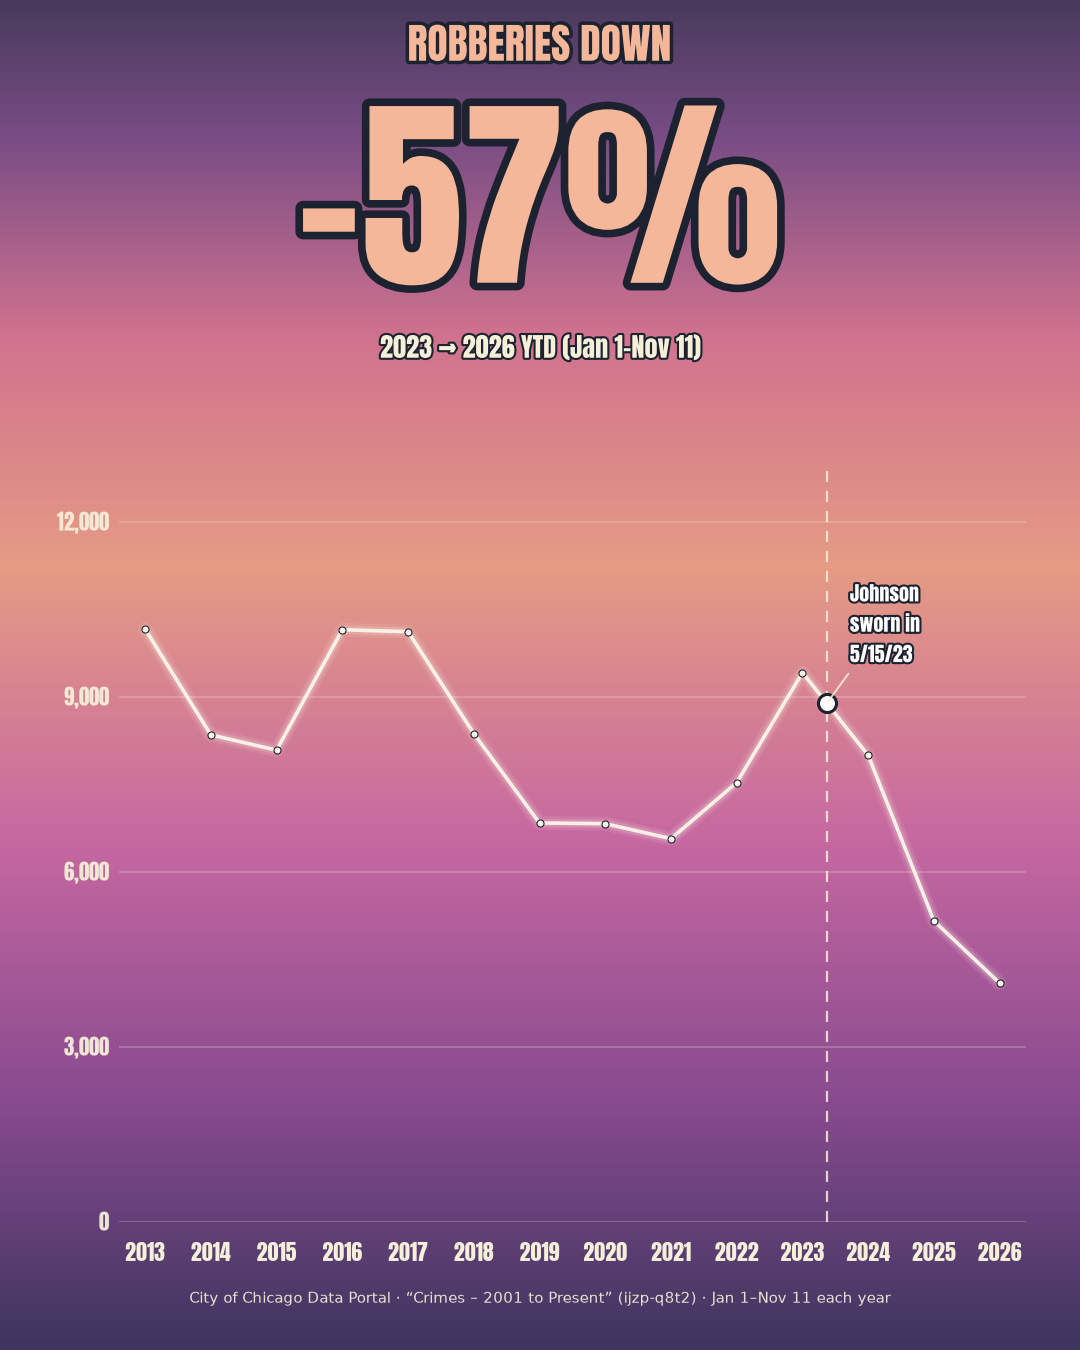 ROBBERIES DOWN
-57%
2023 → 2026 YTD (Jan 1-Nov 11)
12,000
Johnson
sworn in
5/15/23
9,000
6,000
3,000
0
2013 2014 2015 2016 2017 2018 2019 2020 2021 2022 2023 2024 2025 2026
City of Chicago Data Portal · “Crimes – 2001 to Present” (ijzp-q8t2) · Jan 1–Nov 11 each year